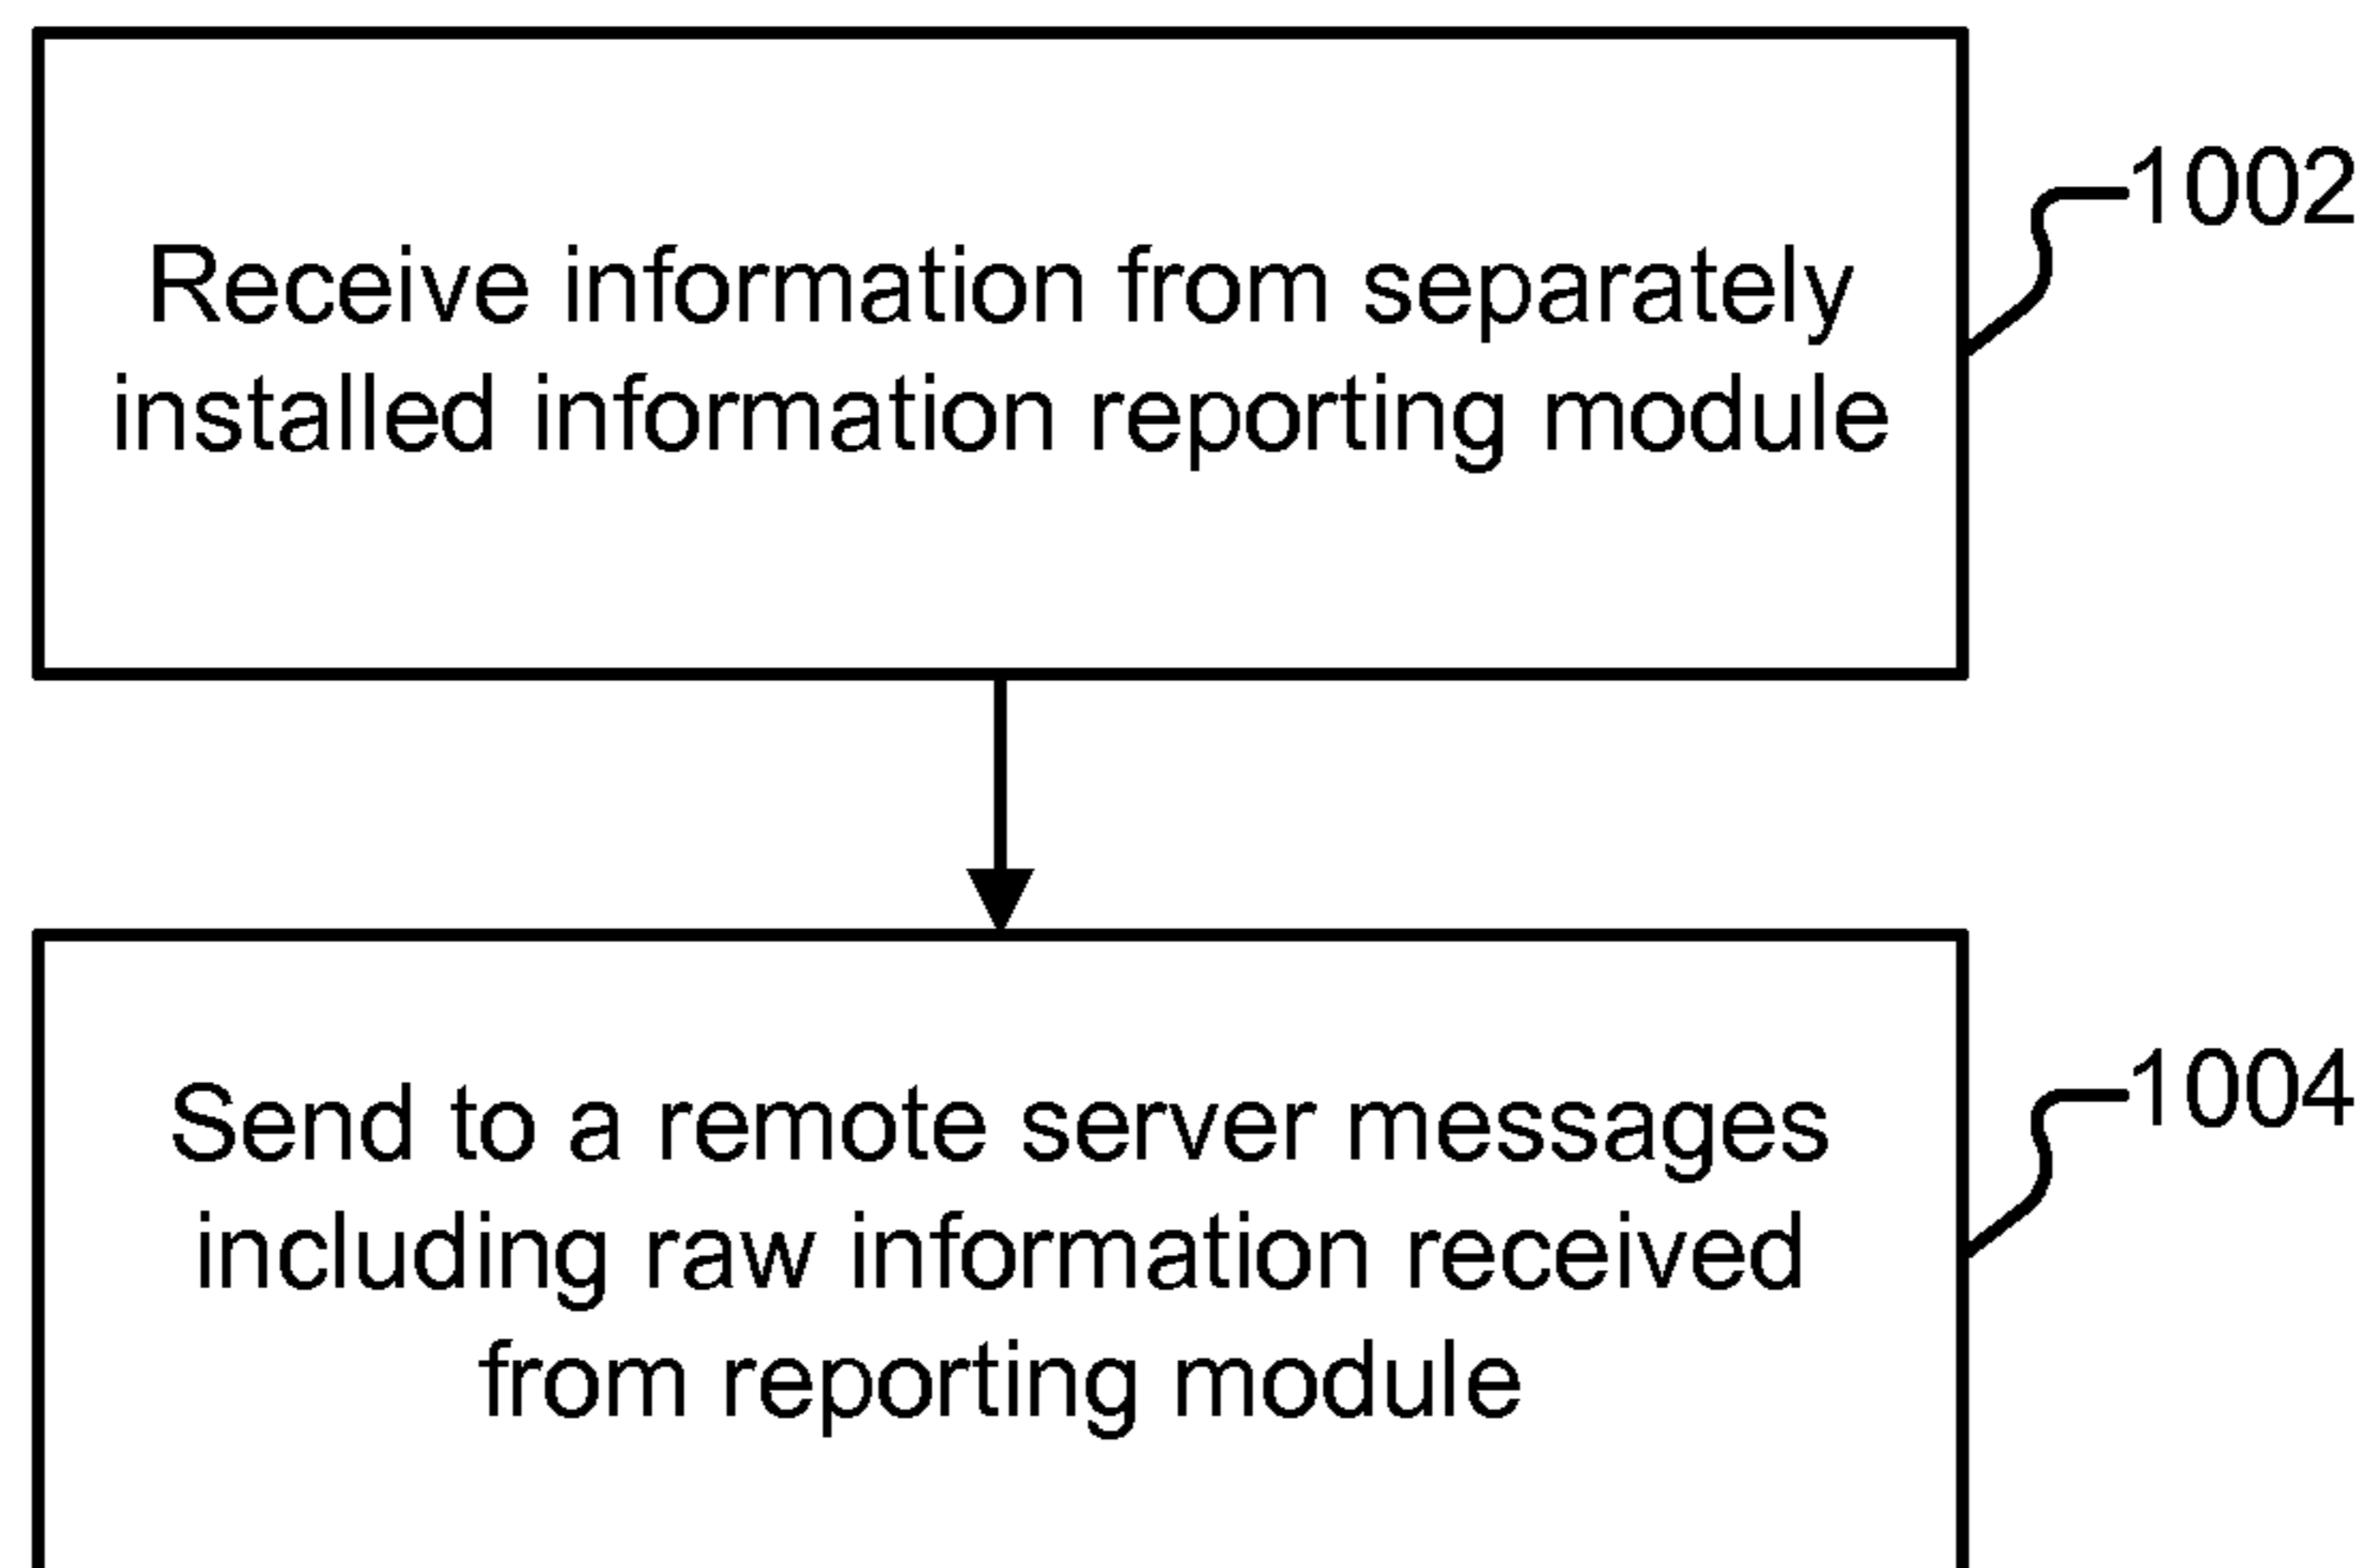 Receive information from separately
installed information reporting module
1002
Send to a remote server messages
including raw information received
from reporting module
1004